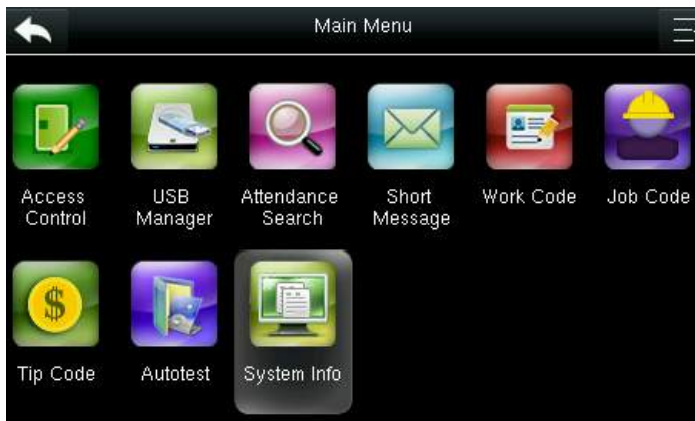 Main Menu
Access Control
USB Manager
Attendance Search
Short Message
Work Code
Job Code
$
Tip Code
Autotest
System Info